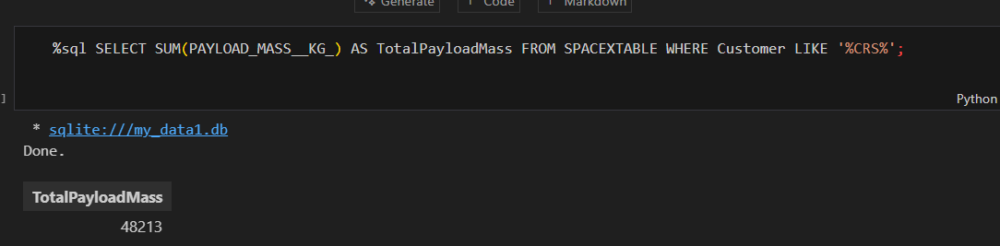 Generate
Code
Markdown
%sql SELECT SUM(PAYLOAD_MASS__KG_) AS TotalPayloadMass FROM SPACEXTABLE WHERE Customer LIKE '%CRS%';
]
Python
* sqlite:///my_data1.db
Done.
TotalPayloadMass
48213